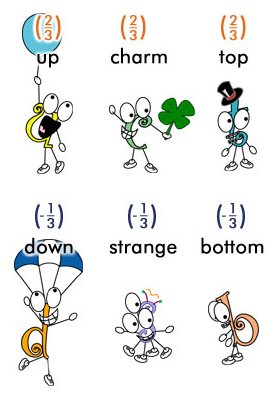 (2/3) (2/3) (2/3)
up charm top
(-1/3) (-1/3) (-1/3)
down strange bottom